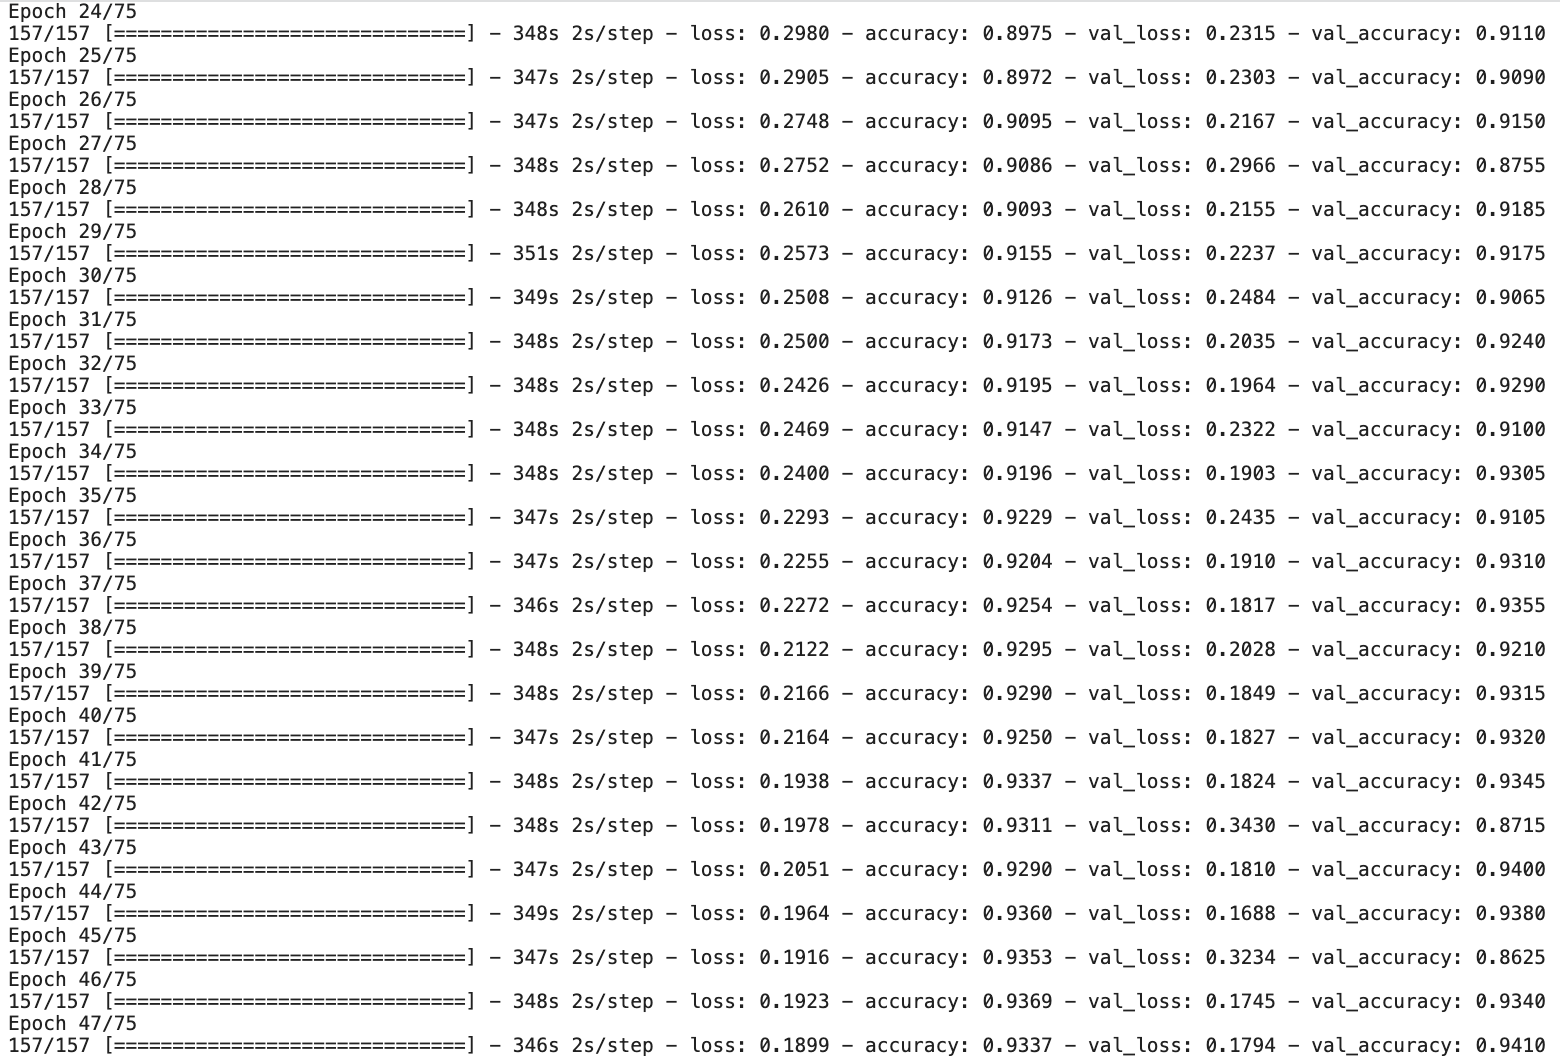 Epoch 24/75
157/157 [==============================] - 348s 2s/step - loss: 0.2980 - accuracy: 0.8975 - val_loss: 0.2315 - val_accuracy: 0.9110
Epoch 25/75
157/157 [==============================] - 347s 2s/step - loss: 0.2905 - accuracy: 0.8972 - val_loss: 0.2303 - val_accuracy: 0.9090
Epoch 26/75
157/157 [==============================] - 347s 2s/step - loss: 0.2748 - accuracy: 0.9095 - val_loss: 0.2167 - val_accuracy: 0.9150
Epoch 27/75
157/157 [==============================] - 348s 2s/step - loss: 0.2752 - accuracy: 0.9086 - val_loss: 0.2966 - val_accuracy: 0.8755
Epoch 28/75
157/157 [==============================] - 348s 2s/step - loss: 0.2610 - accuracy: 0.9093 - val_loss: 0.2155 - val_accuracy: 0.9185
Epoch 29/75
157/157 [==============================] - 351s 2s/step - loss: 0.2573 - accuracy: 0.9155 - val_loss: 0.2237 - val_accuracy: 0.9175
Epoch 30/75
157/157 [==============================] - 349s 2s/step - loss: 0.2508 - accuracy: 0.9126 - val_loss: 0.2484 - val_accuracy: 0.9065
Epoch 31/75
157/157 [==============================] - 348s 2s/step - loss: 0.2500 - accuracy: 0.9173 - val_loss: 0.2035 - val_accuracy: 0.9240
Epoch 32/75
157/157 [==============================] - 348s 2s/step - loss: 0.2426 - accuracy: 0.9195 - val_loss: 0.1964 - val_accuracy: 0.9290
Epoch 33/75
157/157 [==============================] - 348s 2s/step - loss: 0.2469 - accuracy: 0.9147 - val_loss: 0.2322 - val_accuracy: 0.9100
Epoch 34/75
157/157 [==============================] - 348s 2s/step - loss: 0.2400 - accuracy: 0.9196 - val_loss: 0.1903 - val_accuracy: 0.9305
Epoch 35/75
157/157 [==============================] - 347s 2s/step - loss: 0.2293 - accuracy: 0.9229 - val_loss: 0.2435 - val_accuracy: 0.9105
Epoch 36/75
157/157 [==============================] - 347s 2s/step - loss: 0.2255 - accuracy: 0.9204 - val_loss: 0.1910 - val_accuracy: 0.9310
Epoch 37/75
157/157 [==============================] - 346s 2s/step - loss: 0.2272 - accuracy: 0.9254 - val_loss: 0.1817 - val_accuracy: 0.9355
Epoch 38/75
157/157 [==============================] - 348s 2s/step - loss: 0.2122 - accuracy: 0.9295 - val_loss: 0.2028 - val_accuracy: 0.9210
Epoch 39/75
157/157 [==============================] - 348s 2s/step - loss: 0.2166 - accuracy: 0.9290 - val_loss: 0.1849 - val_accuracy: 0.9315
Epoch 40/75
157/157 [==============================] - 347s 2s/step - loss: 0.2164 - accuracy: 0.9250 - val_loss: 0.1827 - val_accuracy: 0.9320
Epoch 41/75
157/157 [==============================] - 348s 2s/step - loss: 0.1938 - accuracy: 0.9337 - val_loss: 0.1824 - val_accuracy: 0.9345
Epoch 42/75
157/157 [==============================] - 348s 2s/step - loss: 0.1978 - accuracy: 0.9311 - val_loss: 0.3430 - val_accuracy: 0.8715
Epoch 43/75
157/157 [==============================] - 347s 2s/step - loss: 0.2051 - accuracy: 0.9290 - val_loss: 0.1810 - val_accuracy: 0.9400
Epoch 44/75
157/157 [==============================] - 349s 2s/step - loss: 0.1964 - accuracy: 0.9360 - val_loss: 0.1688 - val_accuracy: 0.9380
Epoch 45/75
157/157 [==============================] - 347s 2s/step - loss: 0.1916 - accuracy: 0.9353 - val_loss: 0.3234 - val_accuracy: 0.8625
Epoch 46/75
157/157 [==============================] - 348s 2s/step - loss: 0.1923 - accuracy: 0.9369 - val_loss: 0.1745 - val_accuracy: 0.9340
Epoch 47/75
157/157 [==============================] - 346s 2s/step - loss: 0.1899 - accuracy: 0.9337 - val_loss: 0.1794 - val_accuracy: 0.9410